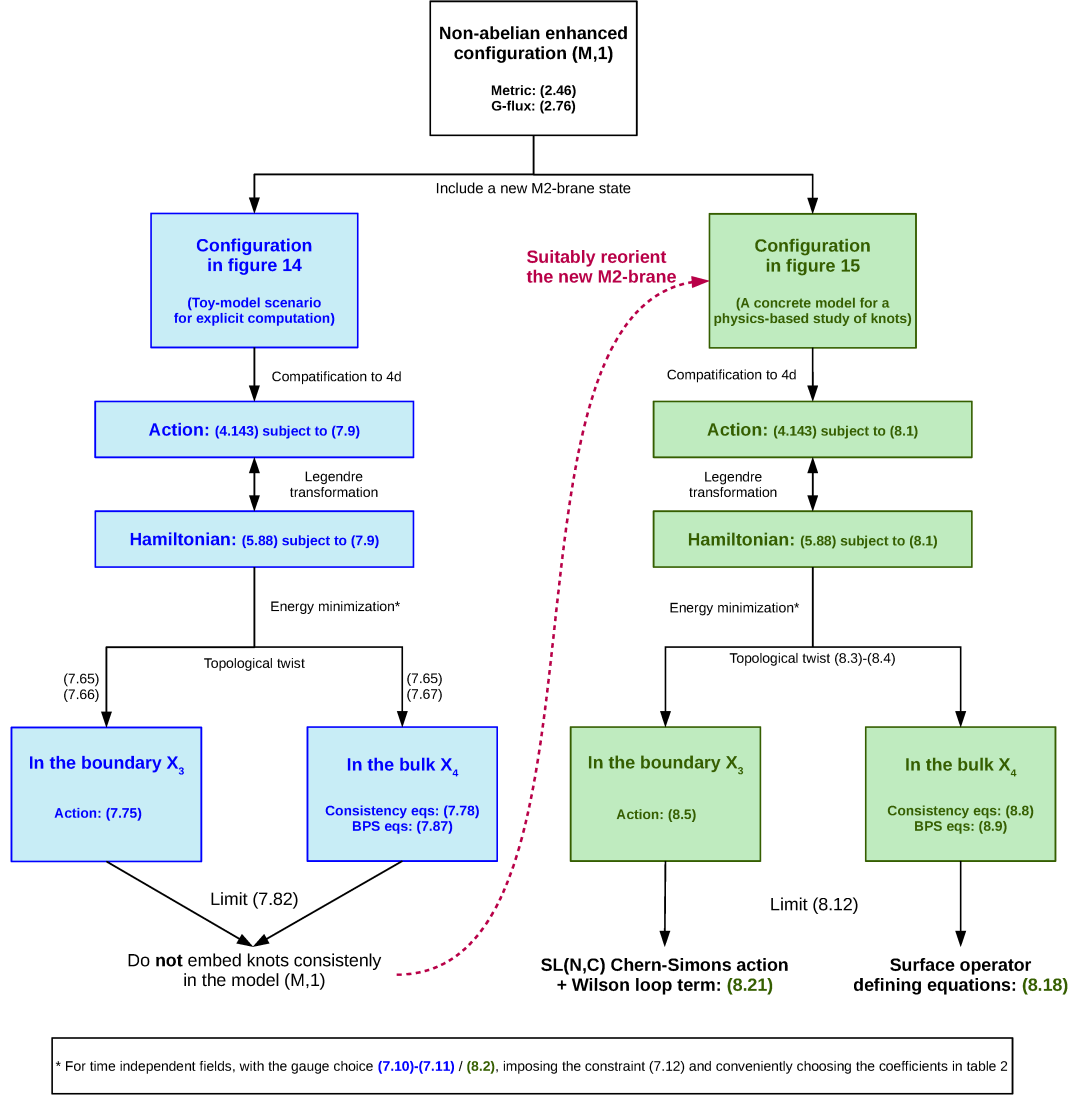 Non-abelian enhanced
configuration (M,1)
Metric: (2.46)
G-flux: (2.76)
Include a new M2-brane state
Configuration
in figure 14
(Toy-model scenario
for explicit computation)
Suitably reorient
the new M2-brane
Configuration
in figure 15
(A concrete model for a
physics-based study of knots)
Compatification to 4d
Compatification to 4d
Action: (4.143) subject to (7.9)
Action: (4.143) subject to (8.1)
Legendre
transformation
Legendre
transformation
Hamiltonian: (5.88) subject to (7.9)
Hamiltonian: (5.88) subject to (8.1)
Energy minimization*
Energy minimization*
Topological twist
Topological twist (8.3)-(8.4)
(7.65)
(7.66)
(7.65)
(7.67)
In the boundary X3
Action: (7.75)
In the bulk X4
Consistency eqs: (7.78)
BPS eqs: (7.87)
In the boundary X3
Action: (8.5)
In the bulk X4
Consistency eqs: (8.8)
BPS eqs: (8.9)
Limit (7.82)
Limit (8.12)
Do not embed knots consistenly
in the model (M,1)
SL(N,C) Chern-Simons action
+ Wilson loop term: (8.21)
Surface operator
defining equations: (8.18)
* For time independent fields, with the gauge choice (7.10)-(7.11) / (8.2), imposing the constraint (7.12) and conveniently choosing the coefficients in table 2